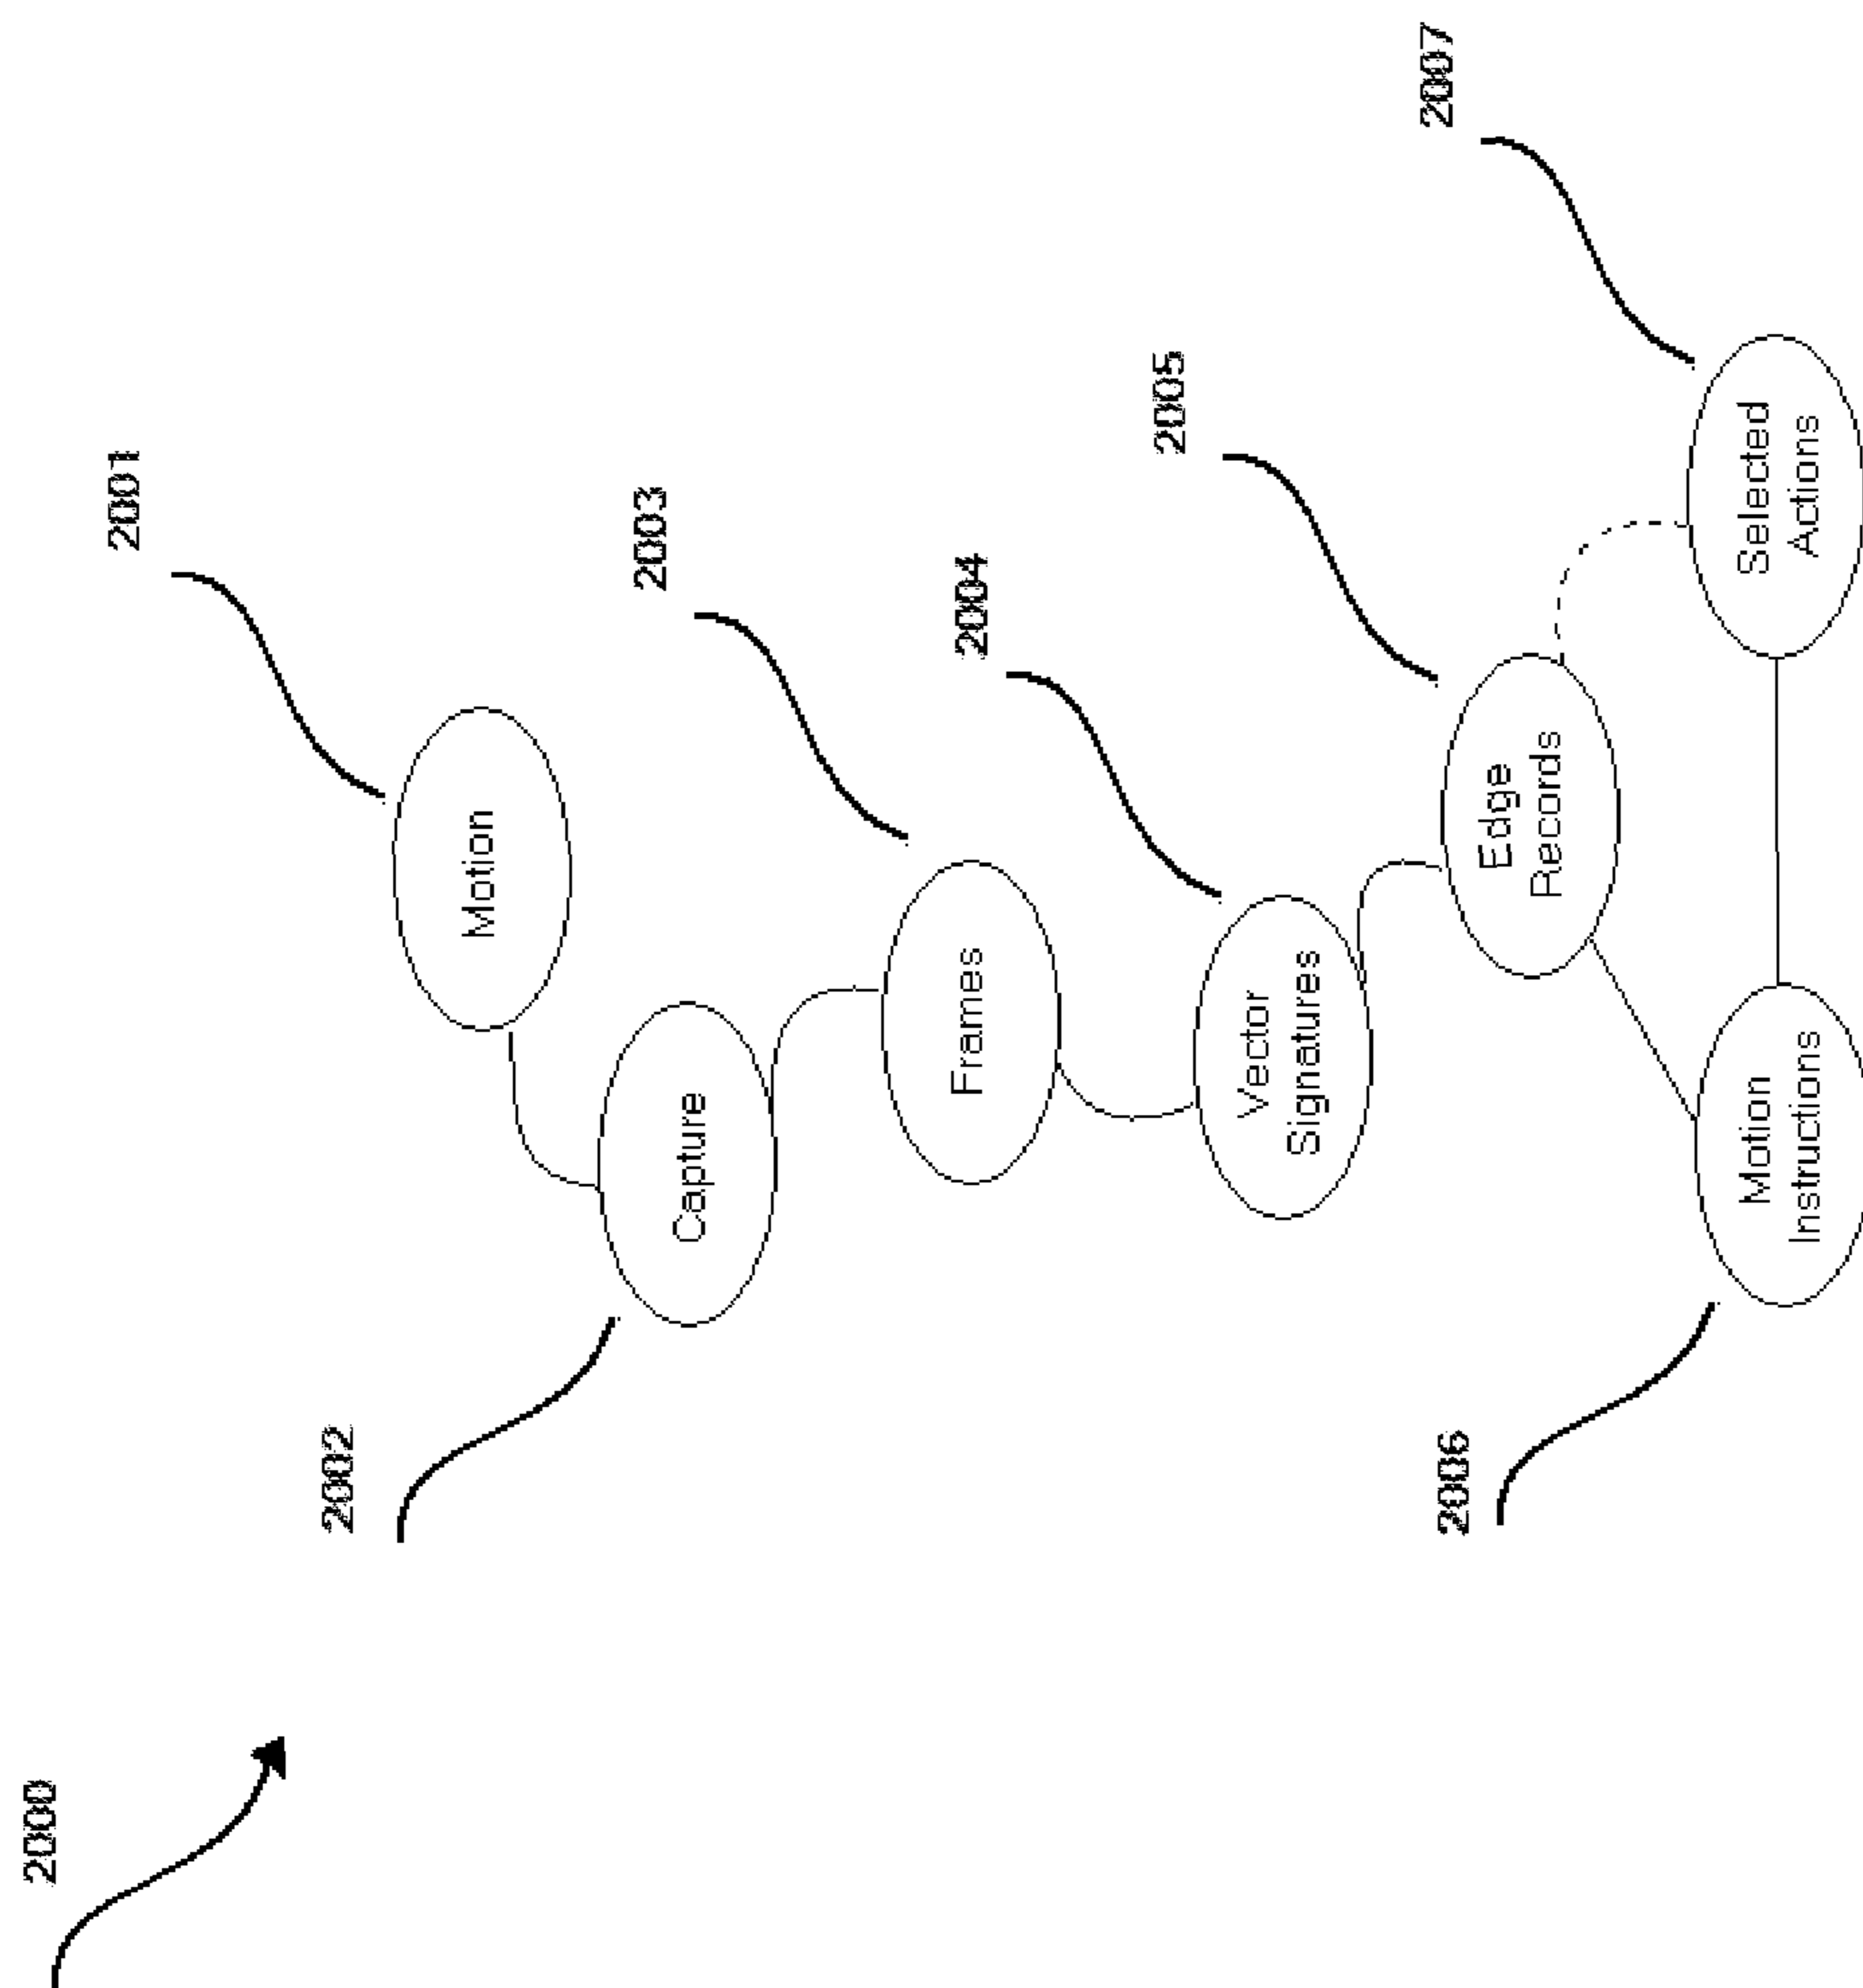 2000
2001
Motion
2002
Capture
2003
Frames
2004
Vector
Signatures
2005
Edge
Records
2006
Motion
Instructions
2007
Selected
Actions